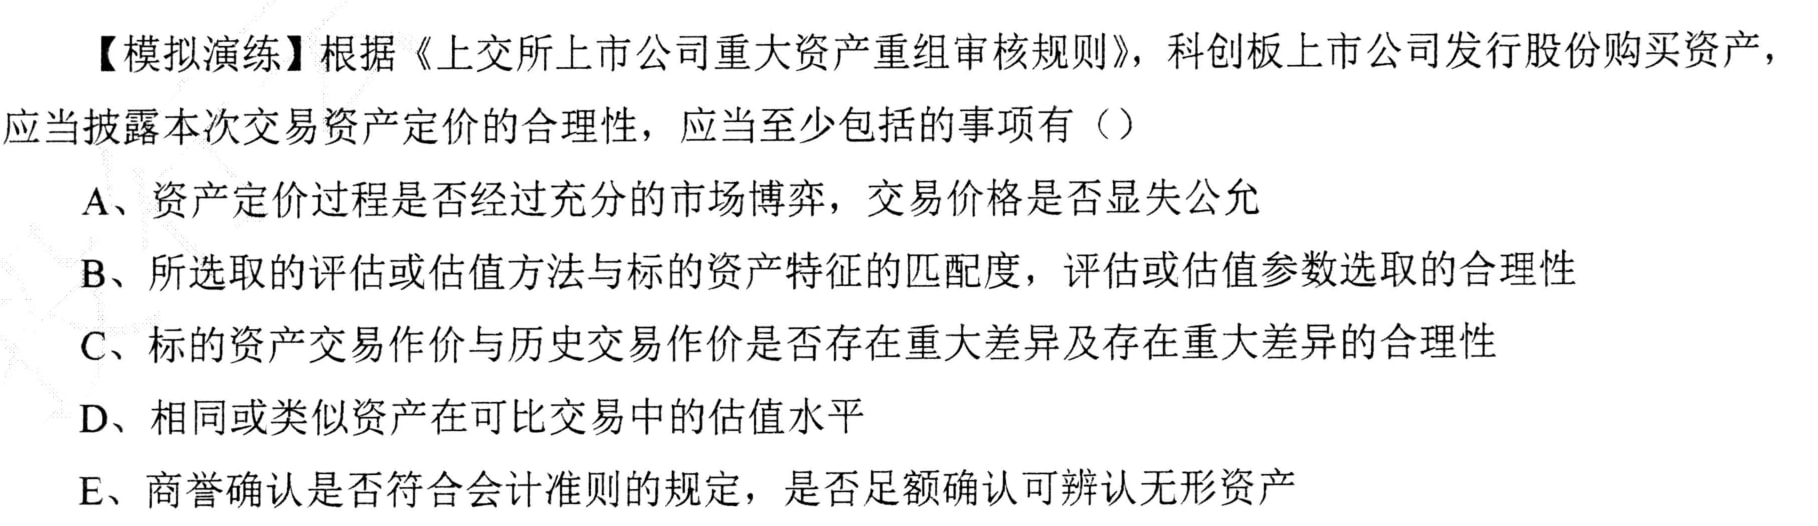 【模拟演练】根据《上交所上市公司重大资产重组审核规则》，科创板上市公司发行股份购买资产，
应当披露本次交易资产定价的合理性，应当至少包括的事项有（）
A、资产定价过程是否经过充分的市场博弈，交易价格是否显失公允
B、所选取的评估或估值方法与标的资产特征的匹配度，评估或估值参数选取的合理性
C、标的资产交易作价与历史交易作价是否存在重大差异及存在重大差异的合理性
D、相同或类似资产在可比交易中的估值水平
E、商誉确认是否符合会计准则的规定，是否足额确认可辨认无形资产